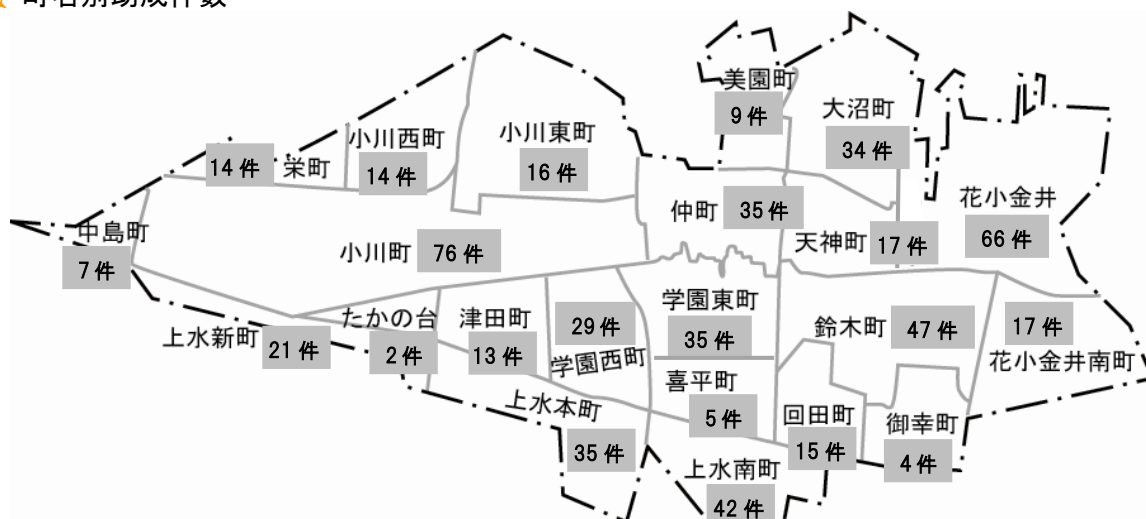 町名別助成件数
美園町
9件
大沼町
34件
小川東町
16件
小川西町
14件
栄町
14件
花小金井
66件
仲町
35件
天神町
17件
中島町
7件
小川町
76件
上水新町
21件
たかの台
2件
津田町
13件
29件
学園西町
学園東町
35件
鈴木町
47件
17件
花小金井南町
喜平町
5件
上水本町
35件
回田町
15件
御幸町
4件
上水南町
42件